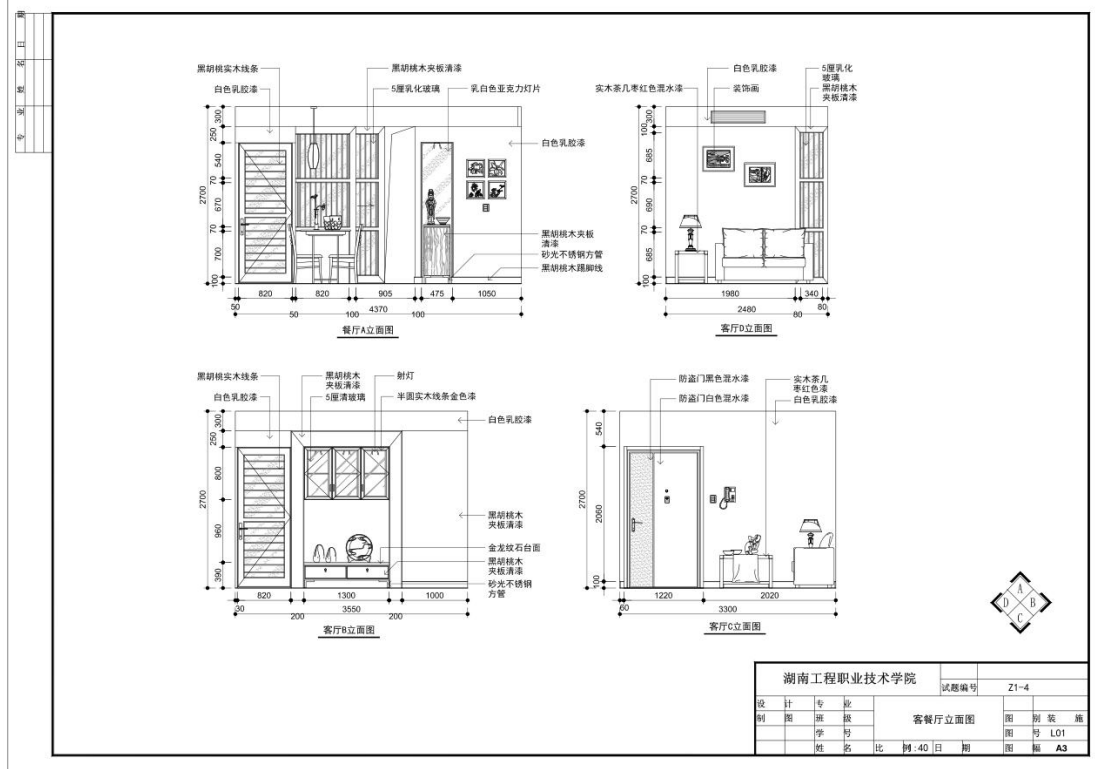 期
日
名
姓
业
专
黑胡桃实木线条
黑胡桃木夹板清漆
白色乳胶漆
5厘乳化玻璃
乳白色亚克力灯片
白色乳胶漆
黑胡桃木夹板
清漆
砂光不锈钢方管
黑胡桃木踢脚线
300
250
540
70
670
70
700
100
2700
820
820
905
475
1050
50
50
100
4370
100
餐厅A立面图
白色乳胶漆
5厘乳化
玻璃
实木茶几枣红色混水漆
装饰画
黑胡桃木
夹板清漆
300
100
685
70
690
70
685
100
2700
1980
340
80
2480
80
客厅D立面图
黑胡桃实木线条
黑胡桃木
夹板清漆
射灯
白色乳胶漆
5厘清玻璃
半圆实木线条金色漆
白色乳胶漆
黑胡桃木
夹板清漆
金龙纹石台面
黑胡桃木
夹板清漆
砂光不锈钢
方管
300
250
800
960
390
2700
820
1300
1000
30
3550
200
200
客厅B立面图
防盗门黑色混水漆
实木茶几
枣红色漆
防盗门白色混水漆
白色乳胶漆
540
2060
100
2700
1220
2020
60
3300
客厅C立面图
A
D B
C
湖南工程职业技术学院
试题编号 Z1-4
设 计 专 业
制 图 班 级
客餐厅立面图
图 别 装 施
学 号
图 号 L01
姓 名 比 例:40 日 期
图 幅 A3